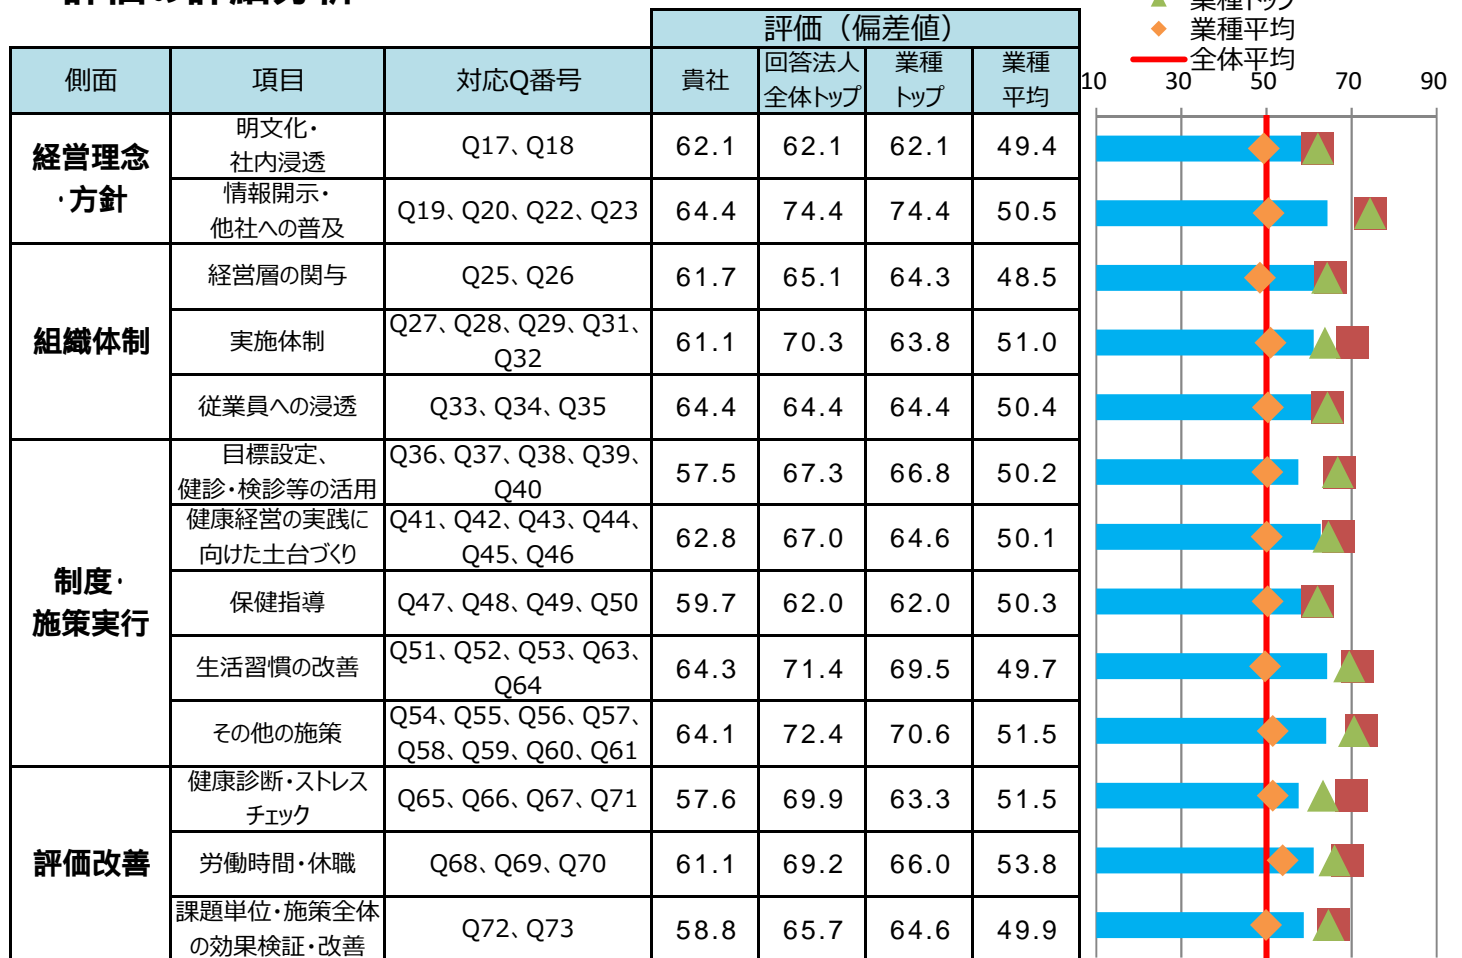 評価の詳細分析
業種トップ
業種平均
全体平均
評価（偏差値）
側面 項目 対応Q番号 貴社 回答法人 業種 業種
全体トップ トップ 平均
10 30 50 70 90
経営理念
・方針
明文化・
社内浸透
Q17、Q18 62.1 62.1 62.1 49.4
情報開示・
他社への普及
Q19、Q20、Q22、Q23 64.4 74.4 74.4 50.5
組織体制
経営層の関与 Q25、Q26 61.7 65.1 64.3 48.5
実施体制
Q27、Q28、Q29、Q31、
Q32
61.1 70.3 63.8 51.0
従業員への浸透 Q33、Q34、Q35 64.4 64.4 64.4 50.4
制度・
施策実行
目標設定、
健診・検診等の活用
Q36、Q37、Q38、Q39、
Q40
57.5 67.3 66.8 50.2
健康経営の実践に
向けた土台づくり
Q41、Q42、Q43、Q44、
Q45、Q46
62.8 67.0 64.6 50.1
保健指導 Q47、Q48、Q49、Q50 59.7 62.0 62.0 50.3
生活習慣の改善
Q51、Q52、Q53、Q63、
Q64
64.3 71.4 69.5 49.7
その他の施策
Q54、Q55、Q56、Q57、
Q58、Q59、Q60、Q61
64.1 72.4 70.6 51.5
評価改善
健康診断・ストレス
チェック
Q65、Q66、Q67、Q71 57.6 69.9 63.3 51.5
労働時間・休職 Q68、Q69、Q70 61.1 69.2 66.0 53.8
課題単位・施策全体
の効果検証・改善
Q72、Q73 58.8 65.7 64.6 49.9